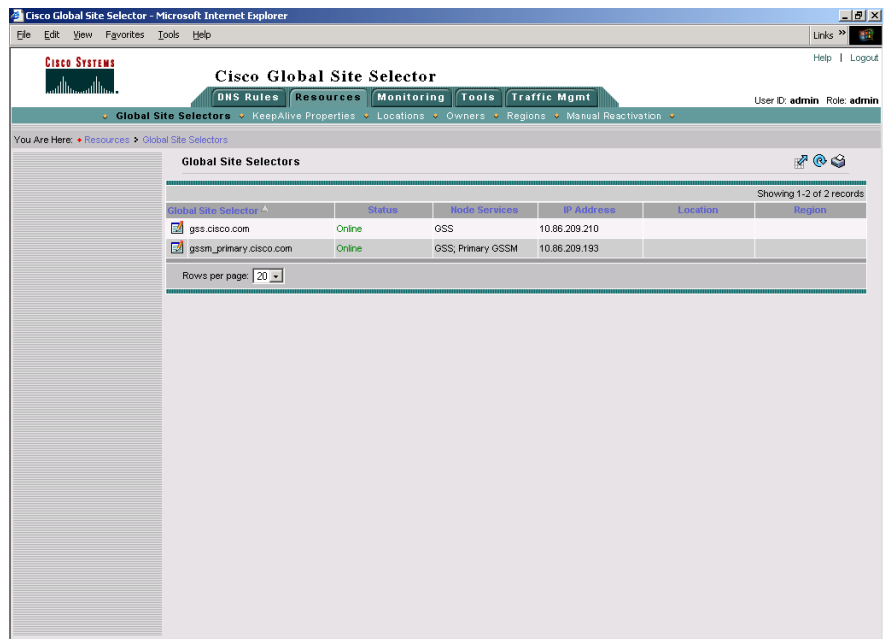 Cisco Global Site Selector - Microsoft Internet Explorer
File Edit View Favorites Tools Help Links »
CISCO SYSTEMS
Help | Logout
Cisco Global Site Selector
DNS Rules Resources Monitoring Tools Traffic Mgmt
User ID: admin Role: admin
Global Site Selectors KeepAlive Properties Locations Owners Regions Manual Reactivation
You Are Here: Resources > Global Site Selectors
Global Site Selectors
Showing 1-2 of 2 records
Global Site Selector Status Node Services IP Address Location Region
gss.cisco.com Online GSS 10.86.209.210
gssm_primary.cisco.com Online GSS; Primary GSSM 10.86.209.193
Rows per page: 20